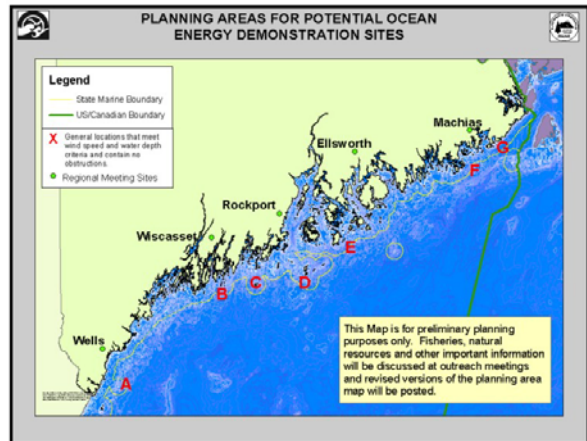 PLANNING AREAS FOR POTENTIAL OCEAN
ENERGY DEMONSTRATION SITES
Legend
State Marine Boundary
US/Canadian Boundary
X General locations that meet
wind speed and water depth
criteria and contain no
obstructions.
Regional Meeting Sites
Machias
G
Ellsworth
F
Rockport
Wiscasset
E
B
C
D
Wells
A
This Map is for preliminary planning
purposes only. Fisheries, natural
resources and other important information
will be discussed at outreach meetings
and revised versions of the planning area
map will be posted.